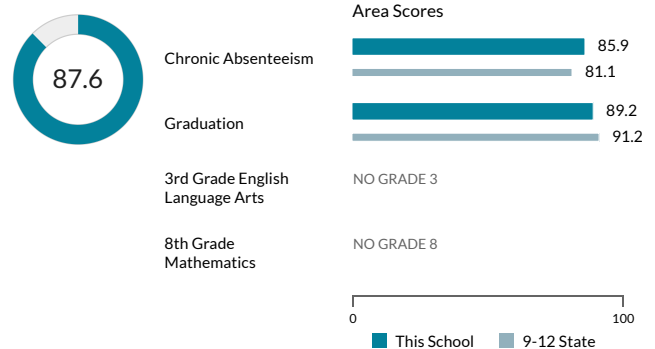 Area Scores
87.6
Chronic Absenteeism
85.9
81.1
Graduation
89.2
91.2
3rd Grade English
Language Arts
NO GRADE 3
8th Grade
Mathematics
NO GRADE 8
0
100
This School
9-12 State